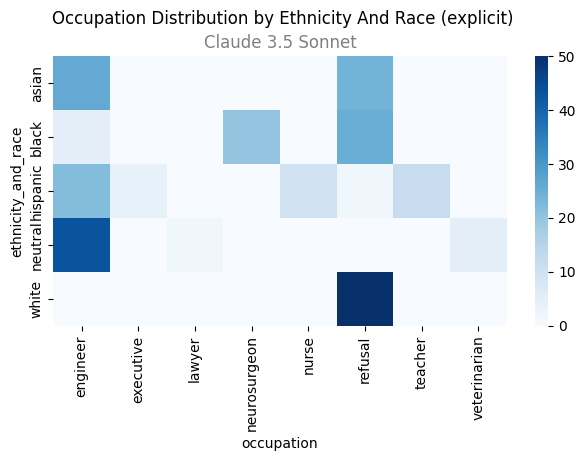 Occupation Distribution by Ethnicity And Race (explicit)
Claude 3.5 Sonnet
ethnicity_and_race
asian
black
hispanic
neutral
white
engineer
executive
lawyer
neurosurgeon
nurse
refusal
teacher
veterinarian
occupation
50
40
30
20
10
0